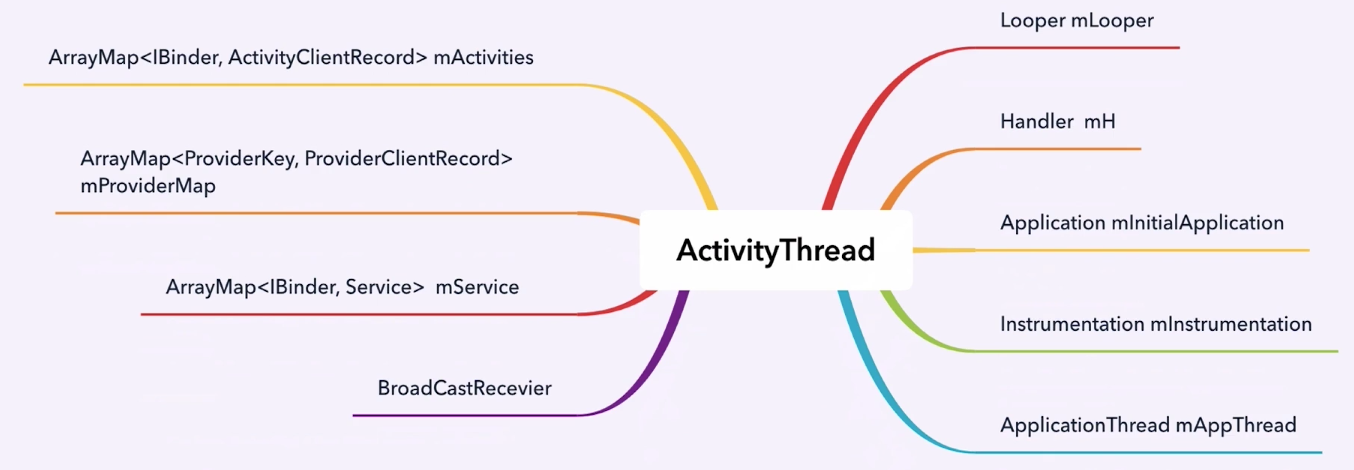 Looper mLooper
ArrayMap<IBinder, ActivityClientRecord> mActivities
Handler  mH
ArrayMap<ProviderKey, ProviderClientRecord>
mProviderMap
Application mInitialApplication
ActivityThread
ArrayMap<IBinder, Service>  mService
Instrumentation mInstrumentation
BroadCastRecevier
ApplicationThread mAppThread